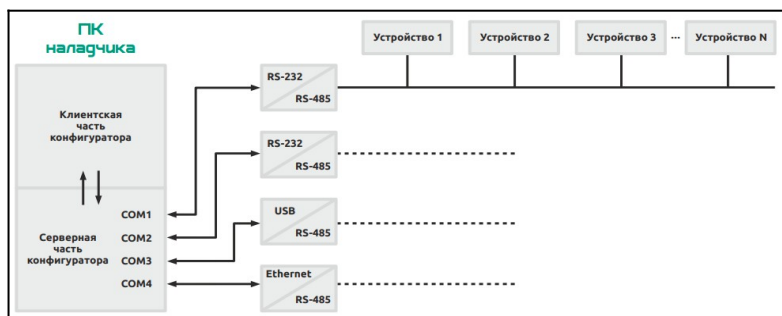 ПК
наладчика
Устройство 1
Устройство 2
Устройство 3
...
Устройство N
Клиентская
часть
конфигуратора
Серверная
часть
конфигуратора
COM1
COM2
COM3
COM4
RS-232
RS-485
RS-232
RS-485
USB
RS-485
Ethernet
RS-485